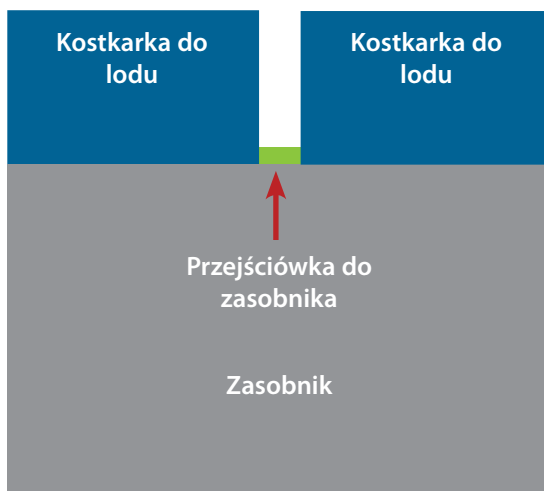 Kostkarka do
lodu
Kostkarka do
lodu
Przejściówka do
zasobnika
Zasobnik